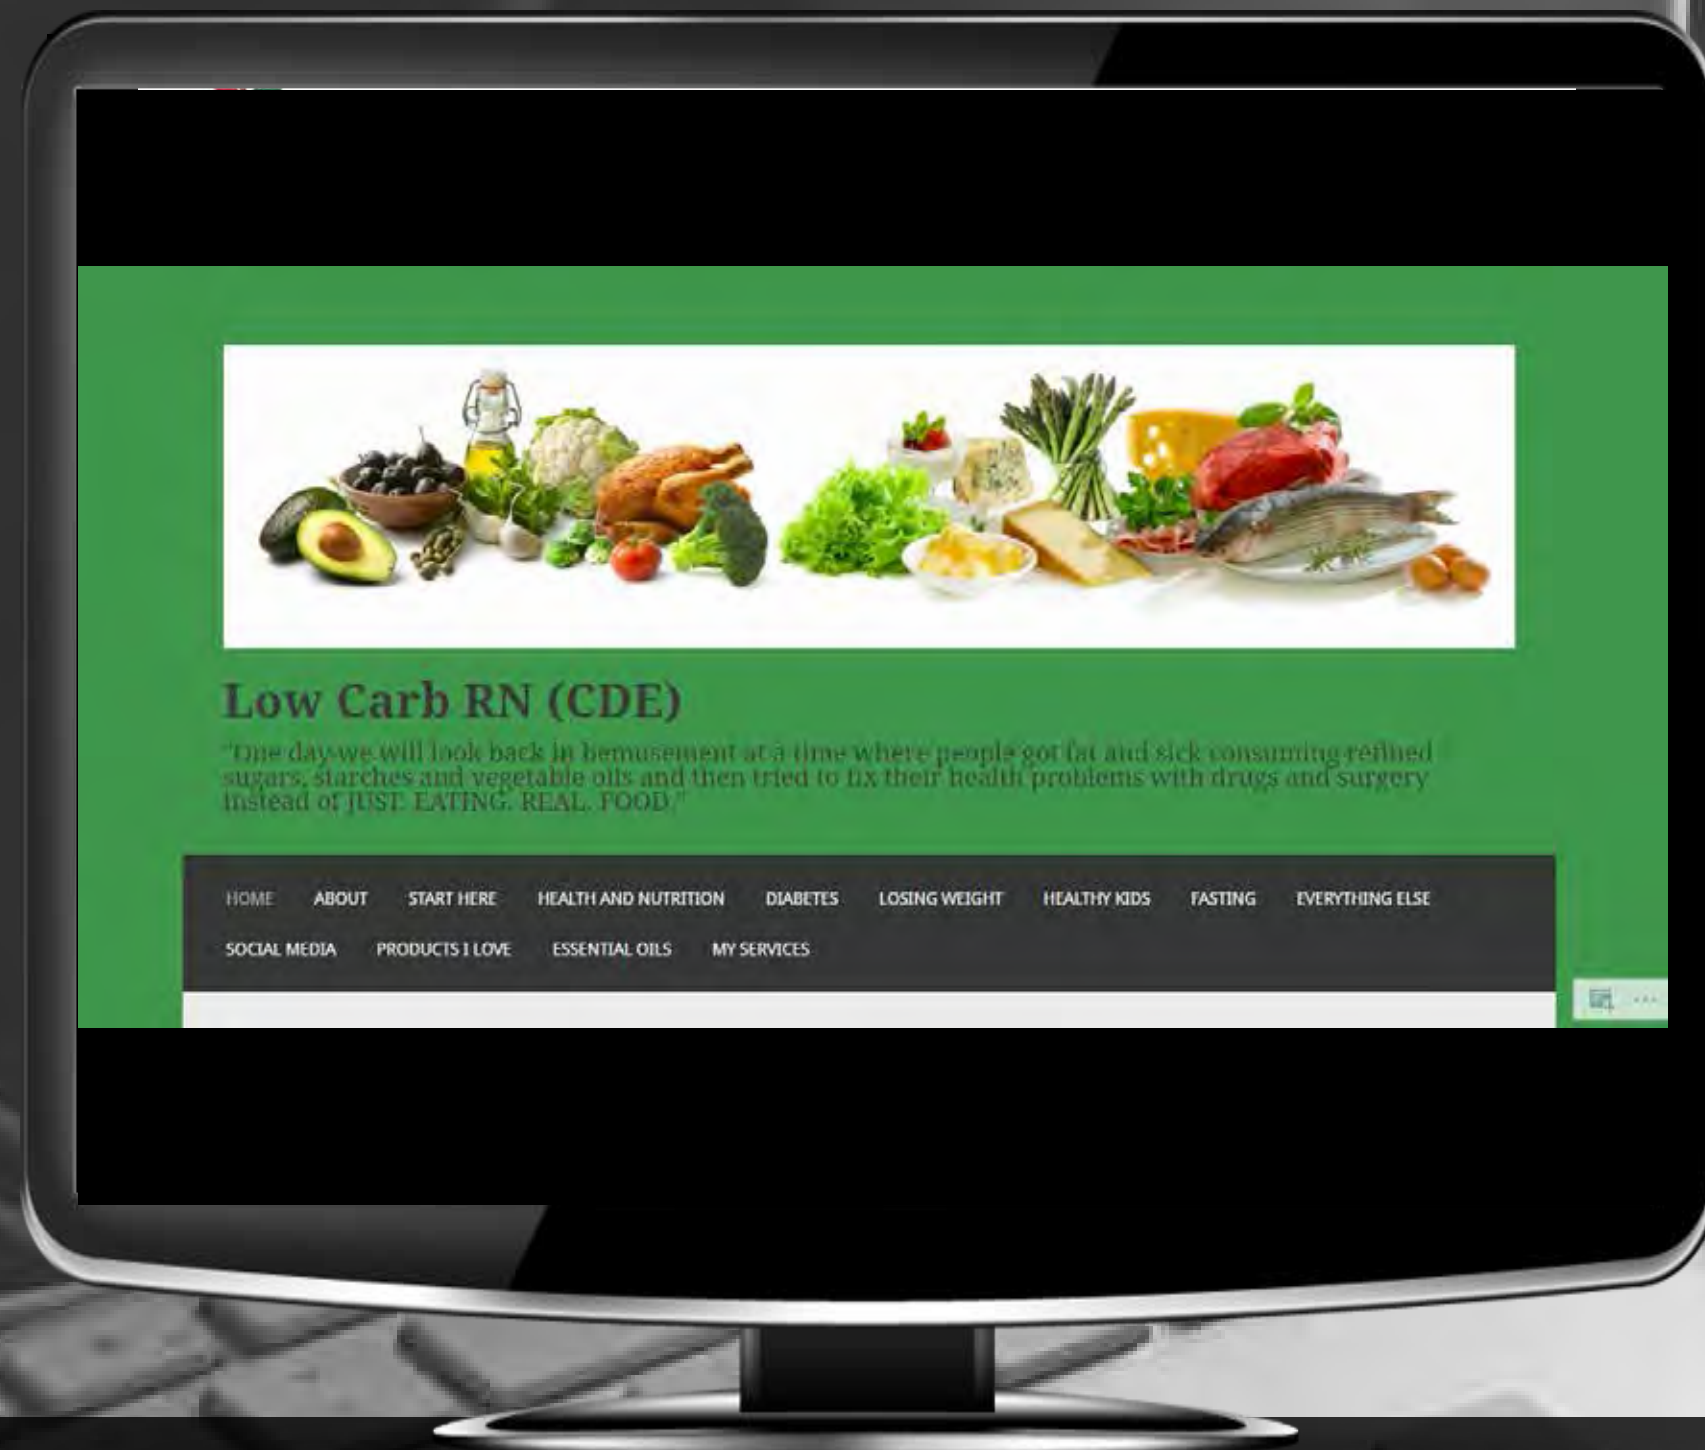 Low Carb RN (CDE)
"One day we will look back in bemusement at a time where people got fat and sick consuming refined
sugars, starches and vegetable oils and then tried to fix their health problems with drugs and surgery
instead of JUST. EATING. REAL. FOOD."
HOME ABOUT START HERE HEALTH AND NUTRITION DIABETES LOSING WEIGHT HEALTHY KIDS FASTING EVERYTHING ELSE
SOCIAL MEDIA PRODUCTS I LOVE ESSENTIAL OILS MY SERVICES